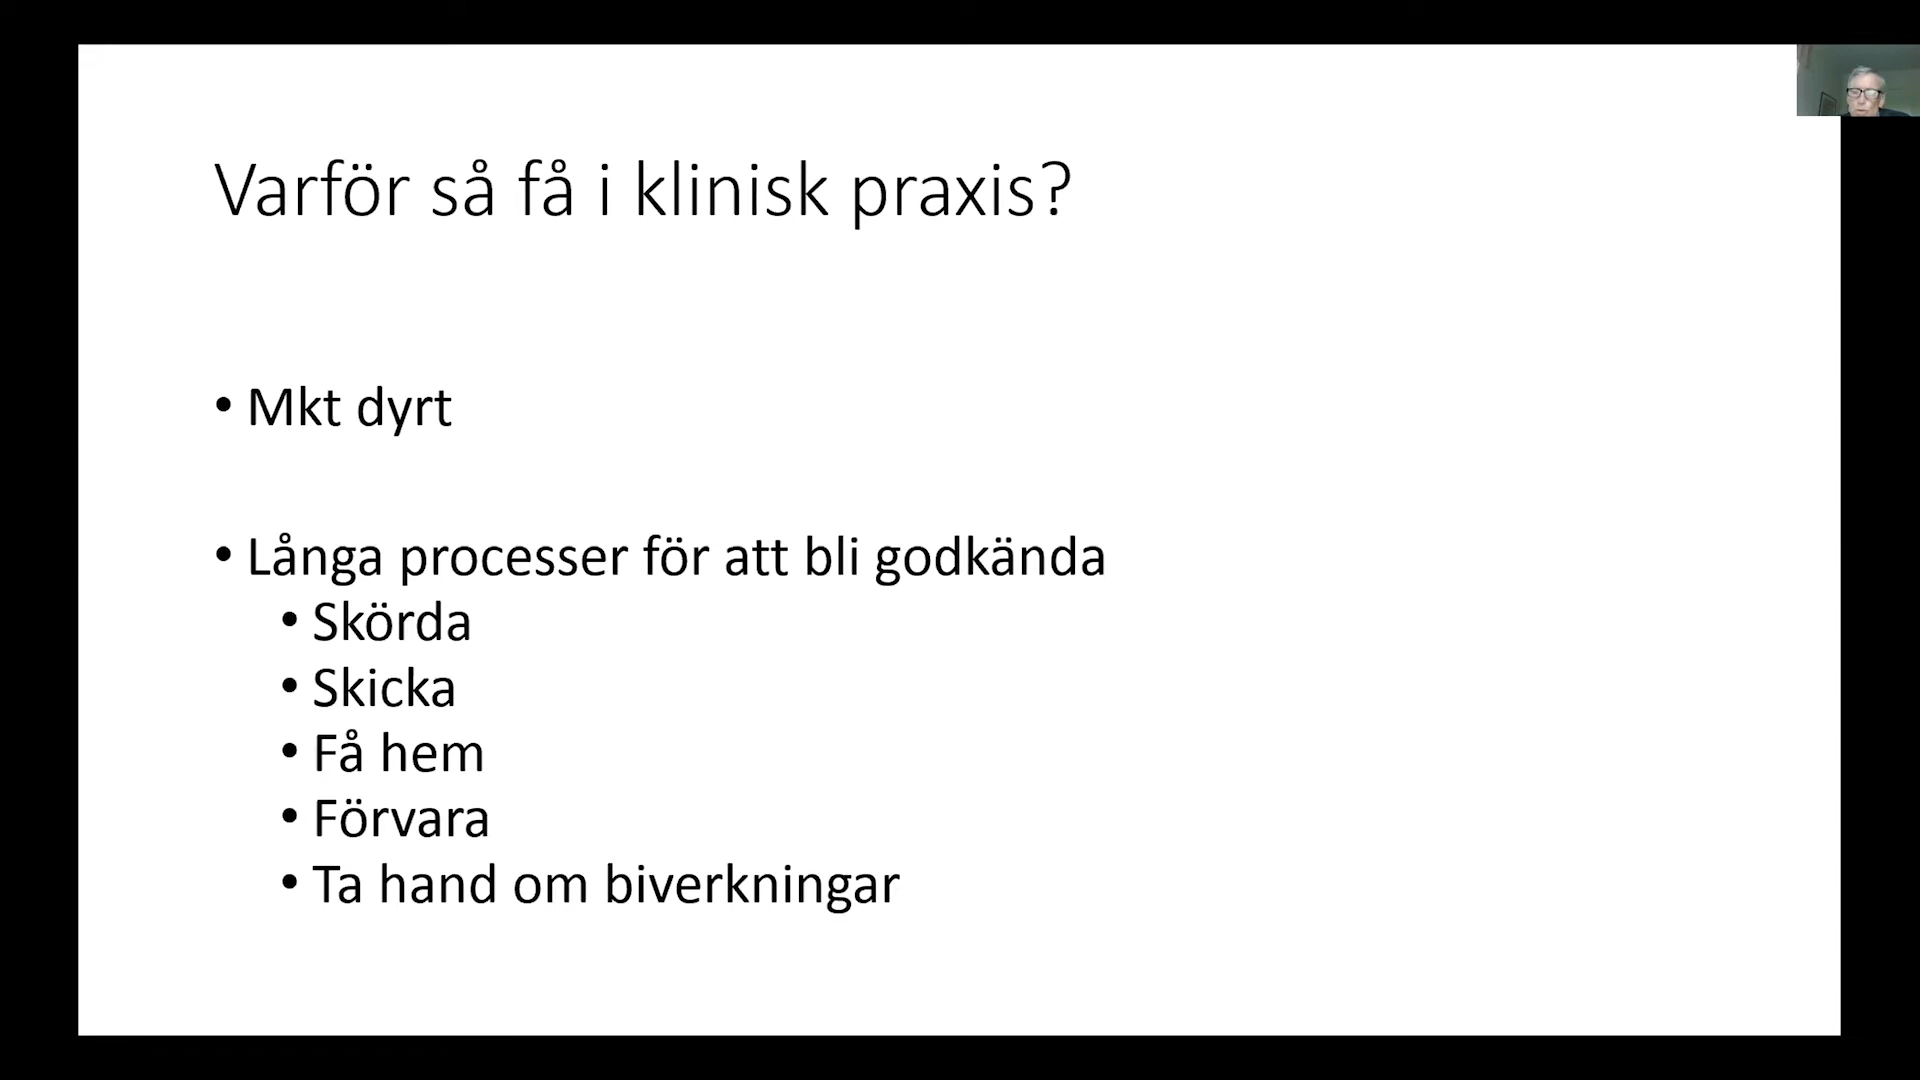 Varför så få i klinisk praxis?
• Mkt dyrt
• Långa processer för att bli godkända
• Skörda
• Skicka
• Få hem
• Förvara
• Ta hand om biverkningar